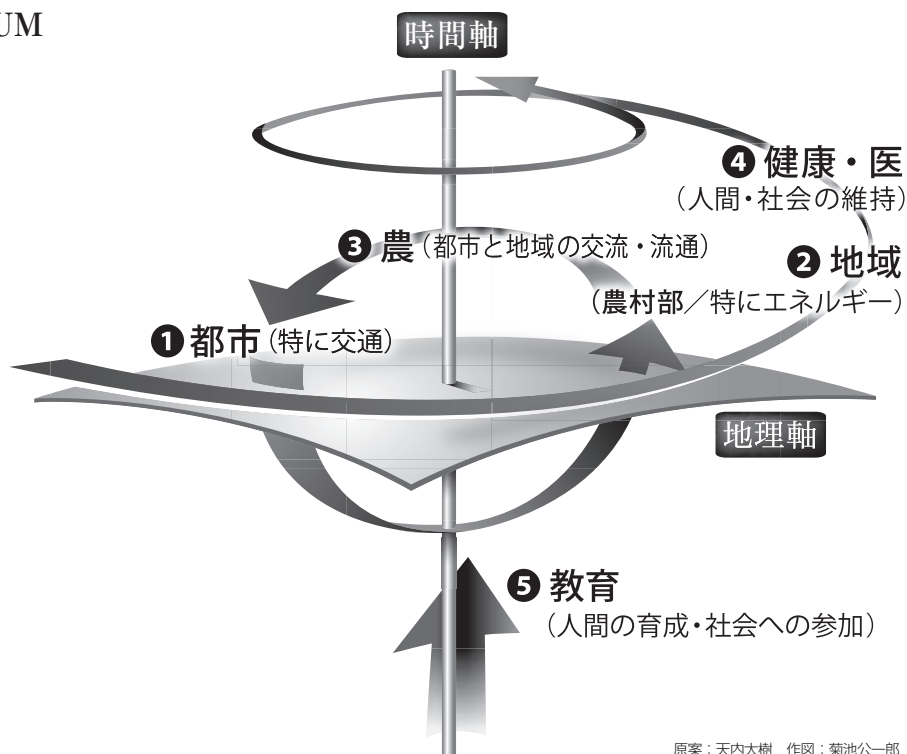 UM
時間軸
❹ 健康・医
（人間・社会の維持）
❸ 農（都市と地域の交流・流通）
❷ 地域
（農村部／特にエネルギー）
❶ 都市（特に交通）
地理軸
❺ 教育
（人間の育成・社会への参加）
原案：天内大樹　作図：菊池公一郎